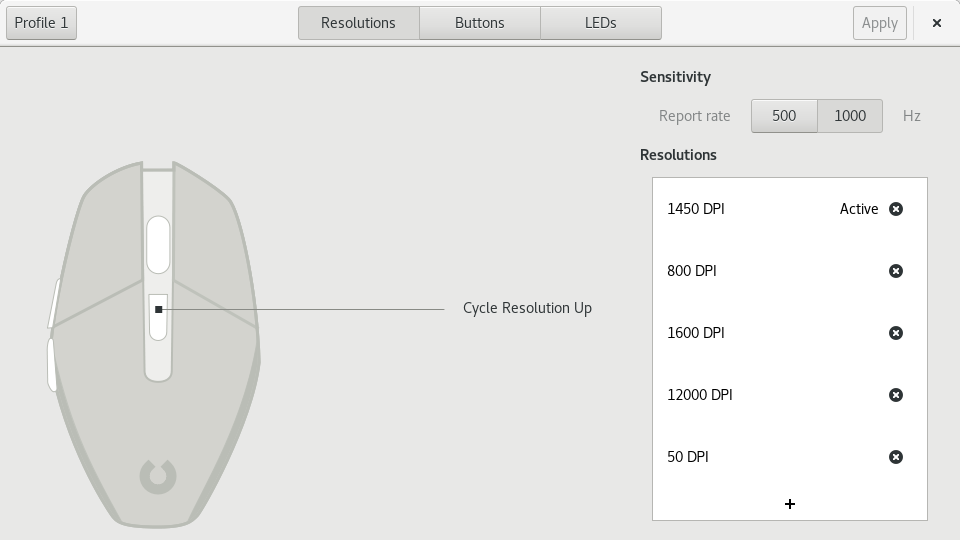 Profile 1
Resolutions
Buttons
LEDs
Apply
Sensitivity
Report rate 500 1000 Hz
Resolutions
1450 DPI Active
800 DPI
Cycle Resolution Up
1600 DPI
12000 DPI
50 DPI